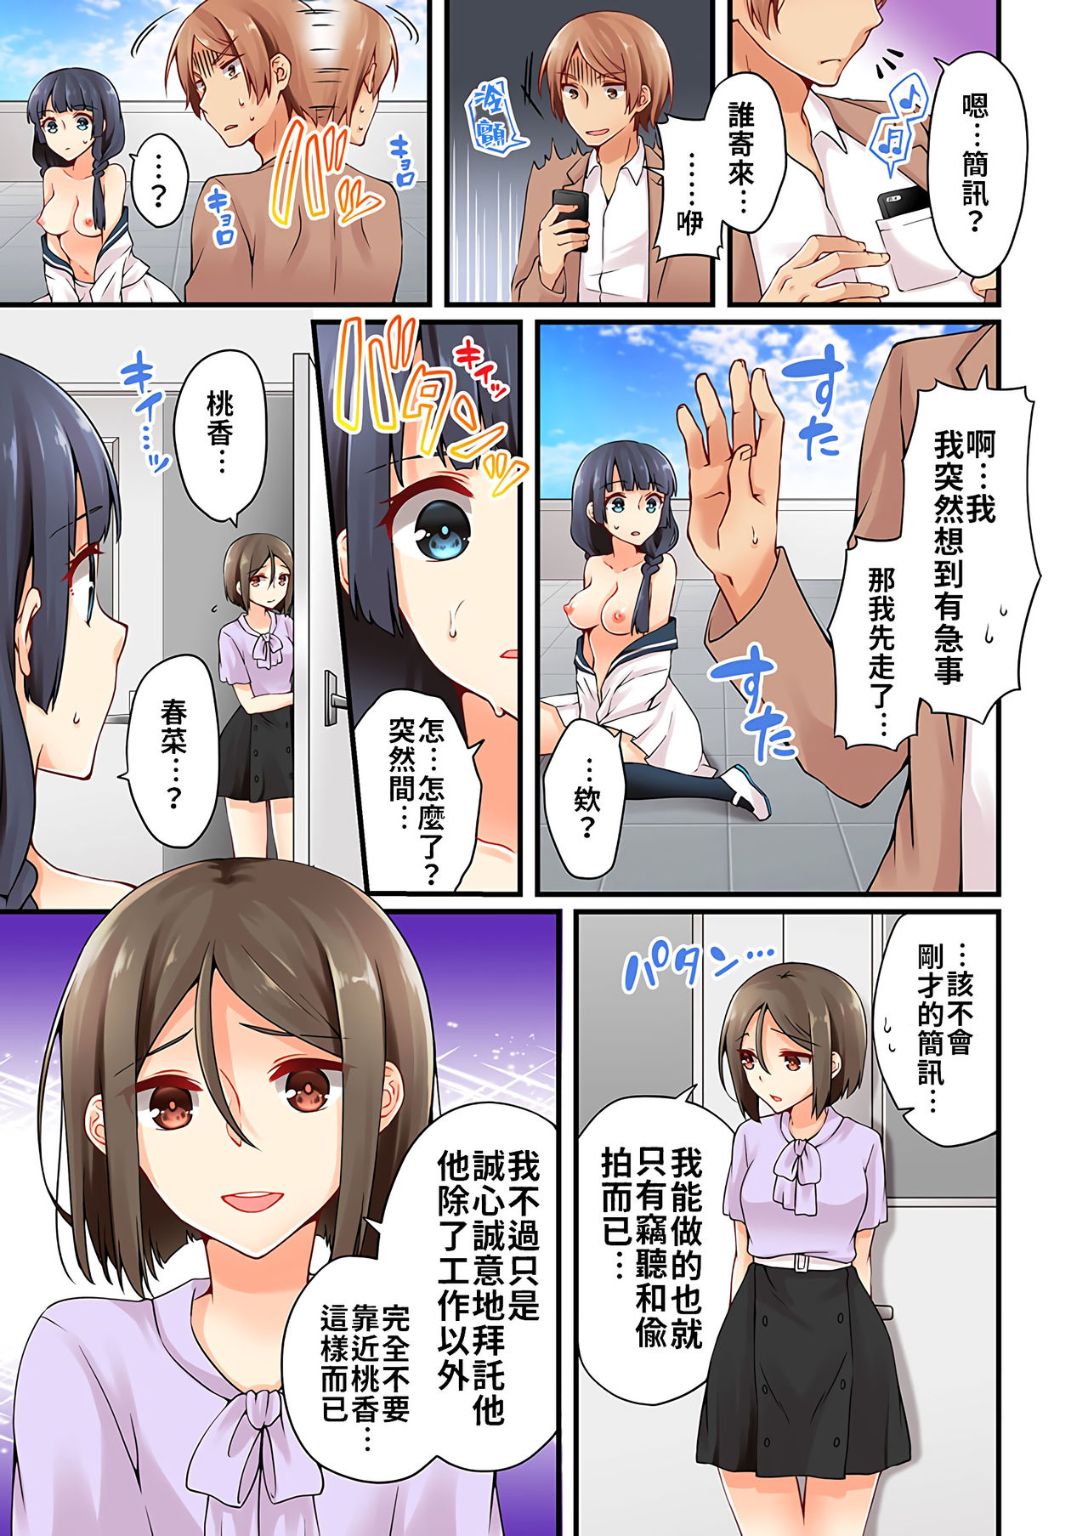 嗯…簡訊？
誰寄來…
……咿
冷顫
キョロ
キョロ
バッ
…？
啊…我
我突然想到有急事
那我先走了…
すた
すた
…欸？
キィッ
バタンッ
怎…怎麼了？
突然間…
キィ…ッ
桃香…
春菜…？
…該不會
剛才的簡訊…
パタン…
我能做的也就
只有竊聽和偷
拍而已…
我不過只是
誠心誠意地拜託他
他除了工作以外
完全不要
靠近桃香…
這樣而已